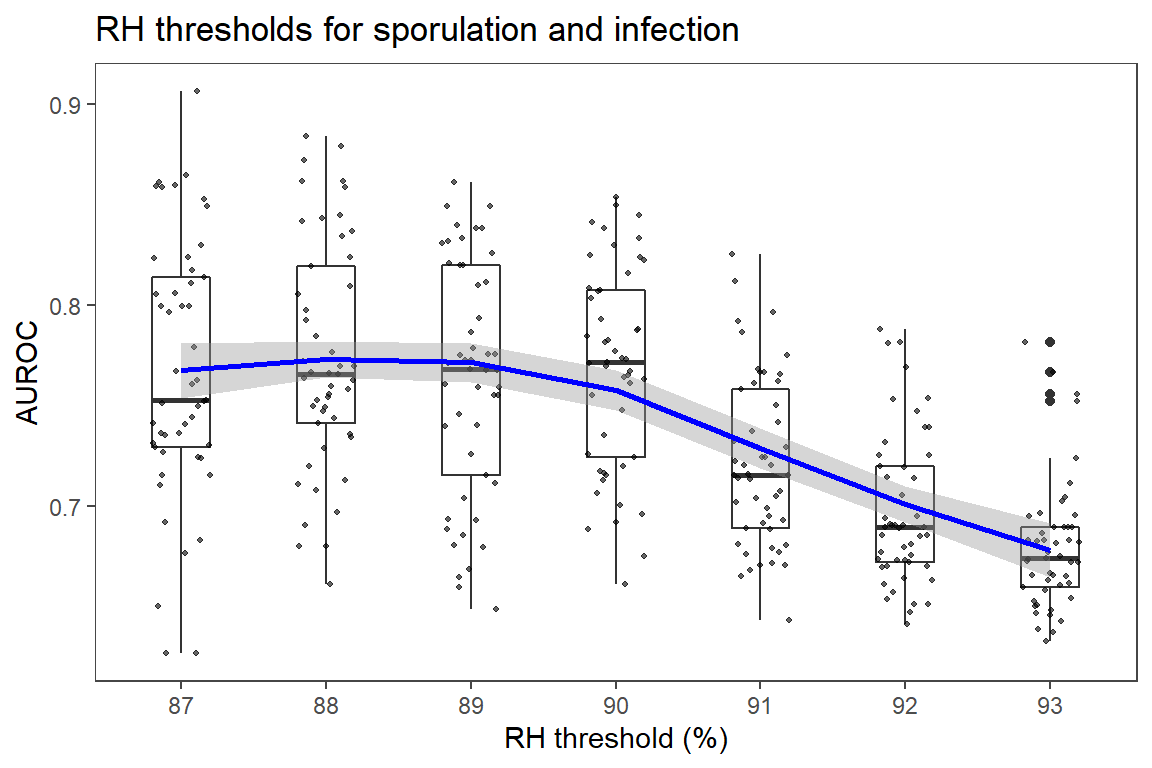 RH thresholds for sporulation and infection
AUROC
0.9
0.8
0.7
87 88 89 90 91 92 93
RH threshold (%)